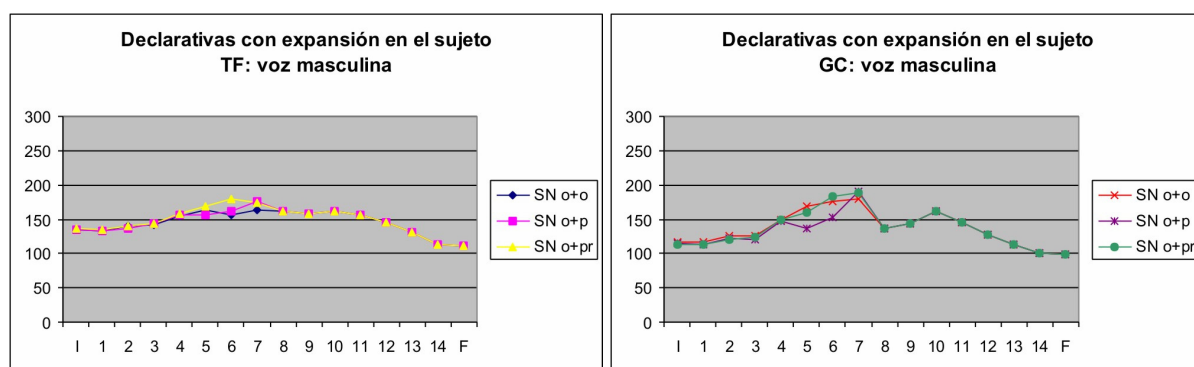 Declarativas con expansión en el sujeto
TF: voz masculina
300
250
200
150
100
50
0
I 1 2 3 4 5 6 7 8 9 10 11 12 13 14 F
SN o+o
SN o+p
SN o+pr
Declarativas con expansión en el sujeto
GC: voz masculina
300
250
200
150
100
50
0
I 1 2 3 4 5 6 7 8 9 10 11 12 13 14 F
SN o+o
SN o+p
SN o+pr